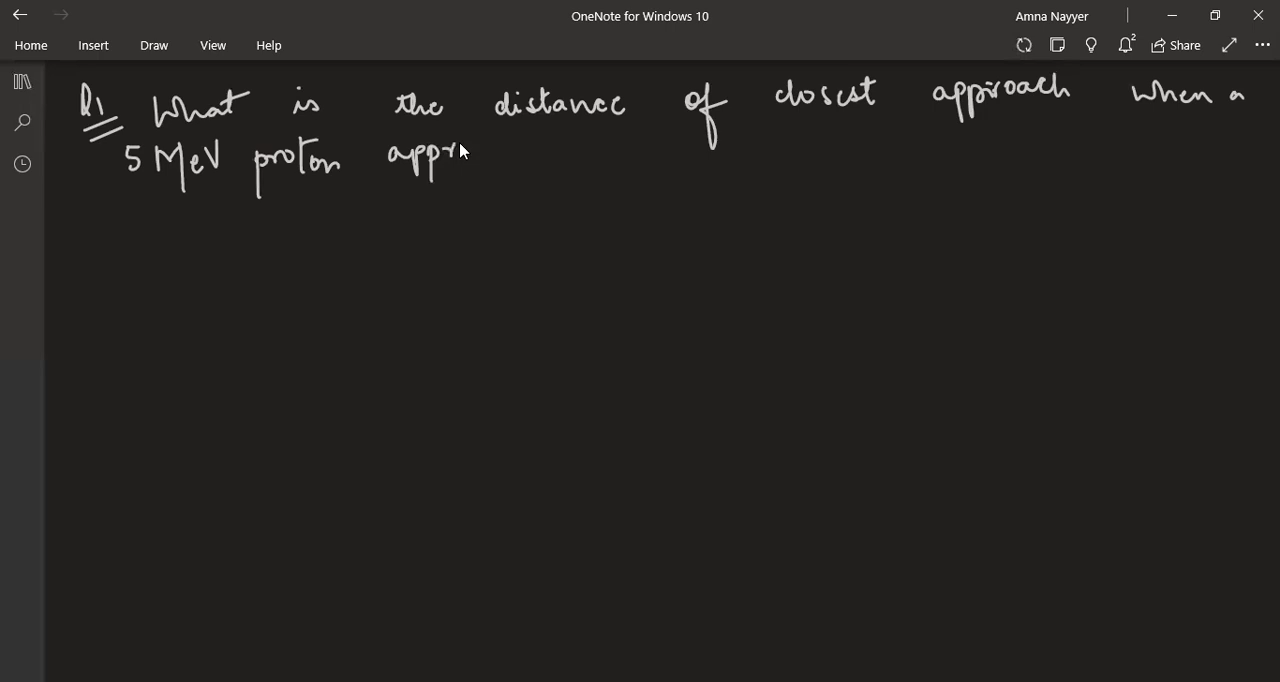 OneNote for Windows 10
Amna Nayyer
Home Insert Draw View Help
2 Share
Q1 What is the distance of closest approach when a
5 MeV proton appr